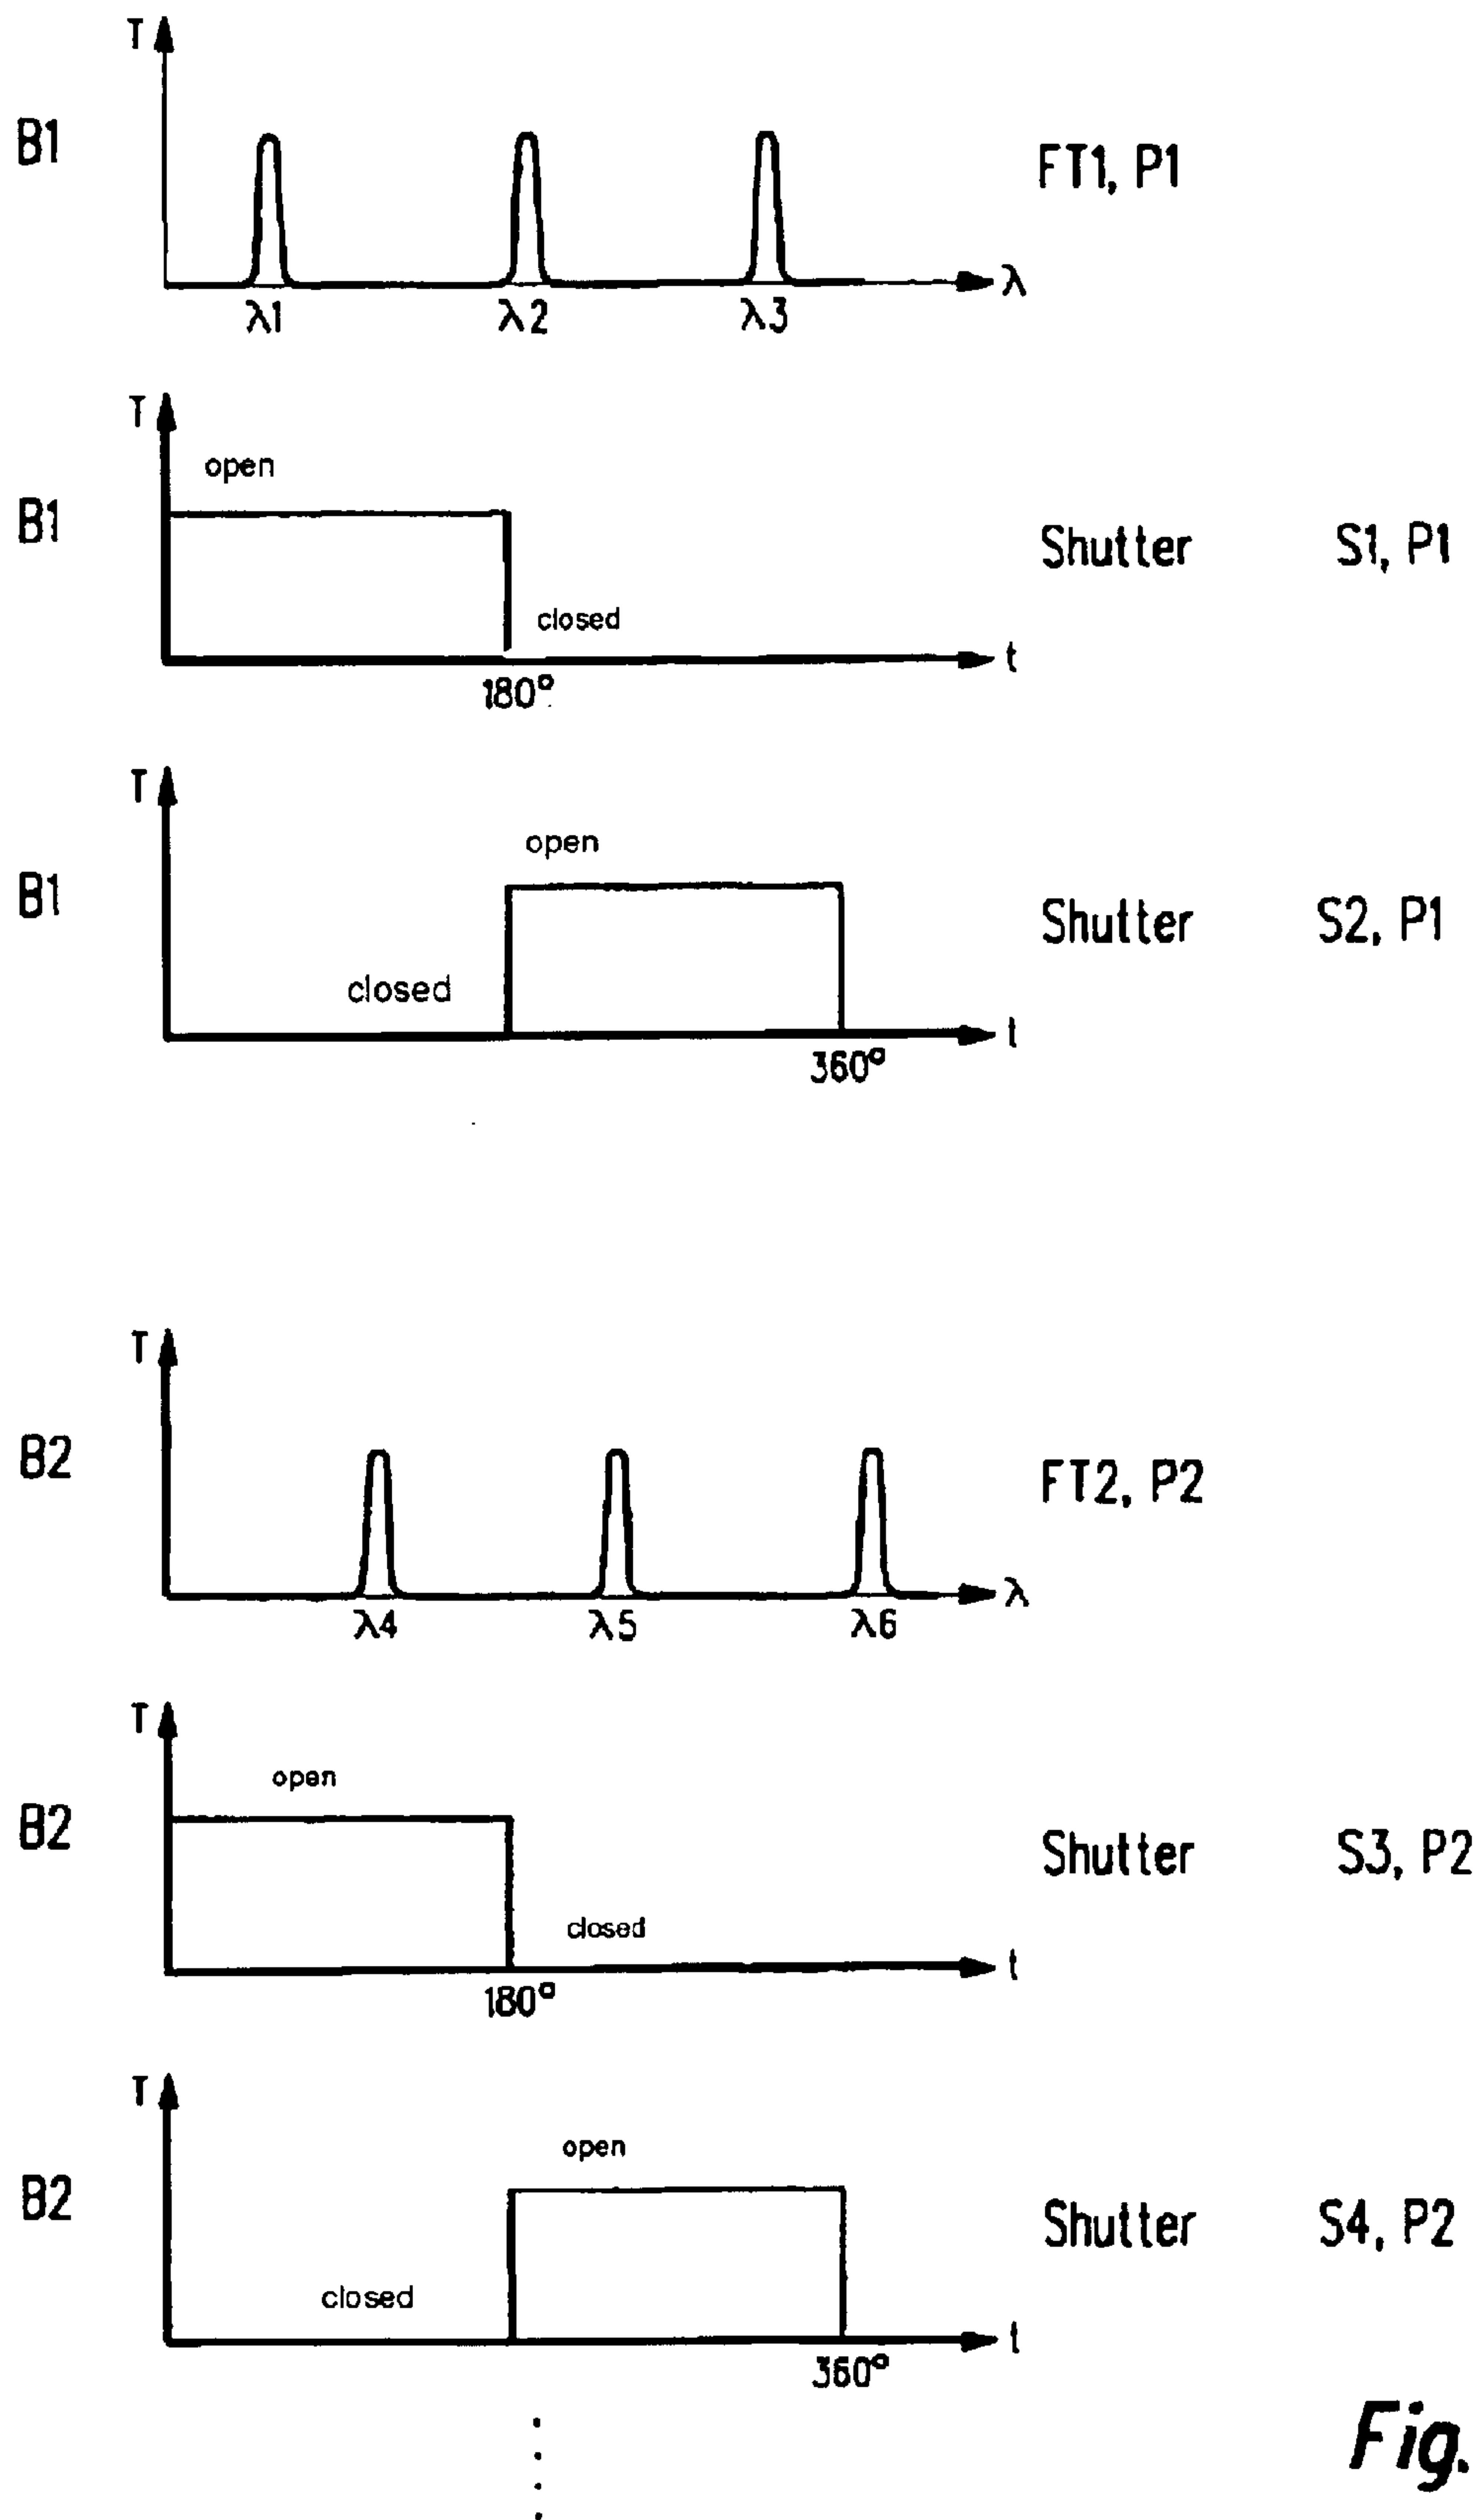 T
B1
FT1, P1
λ
λ1 λ2 λ3
T
open
B1
Shutter S1, P1
closed
t
180°
T
open
B1
Shutter S2, P1
closed
t
360°
T
B2
FT2, P2
λ
λ4 λ5 λ6
T
open
B2
Shutter S3, P2
closed
t
180°
T
open
B2
Shutter S4, P2
closed
t
360°
Fig.